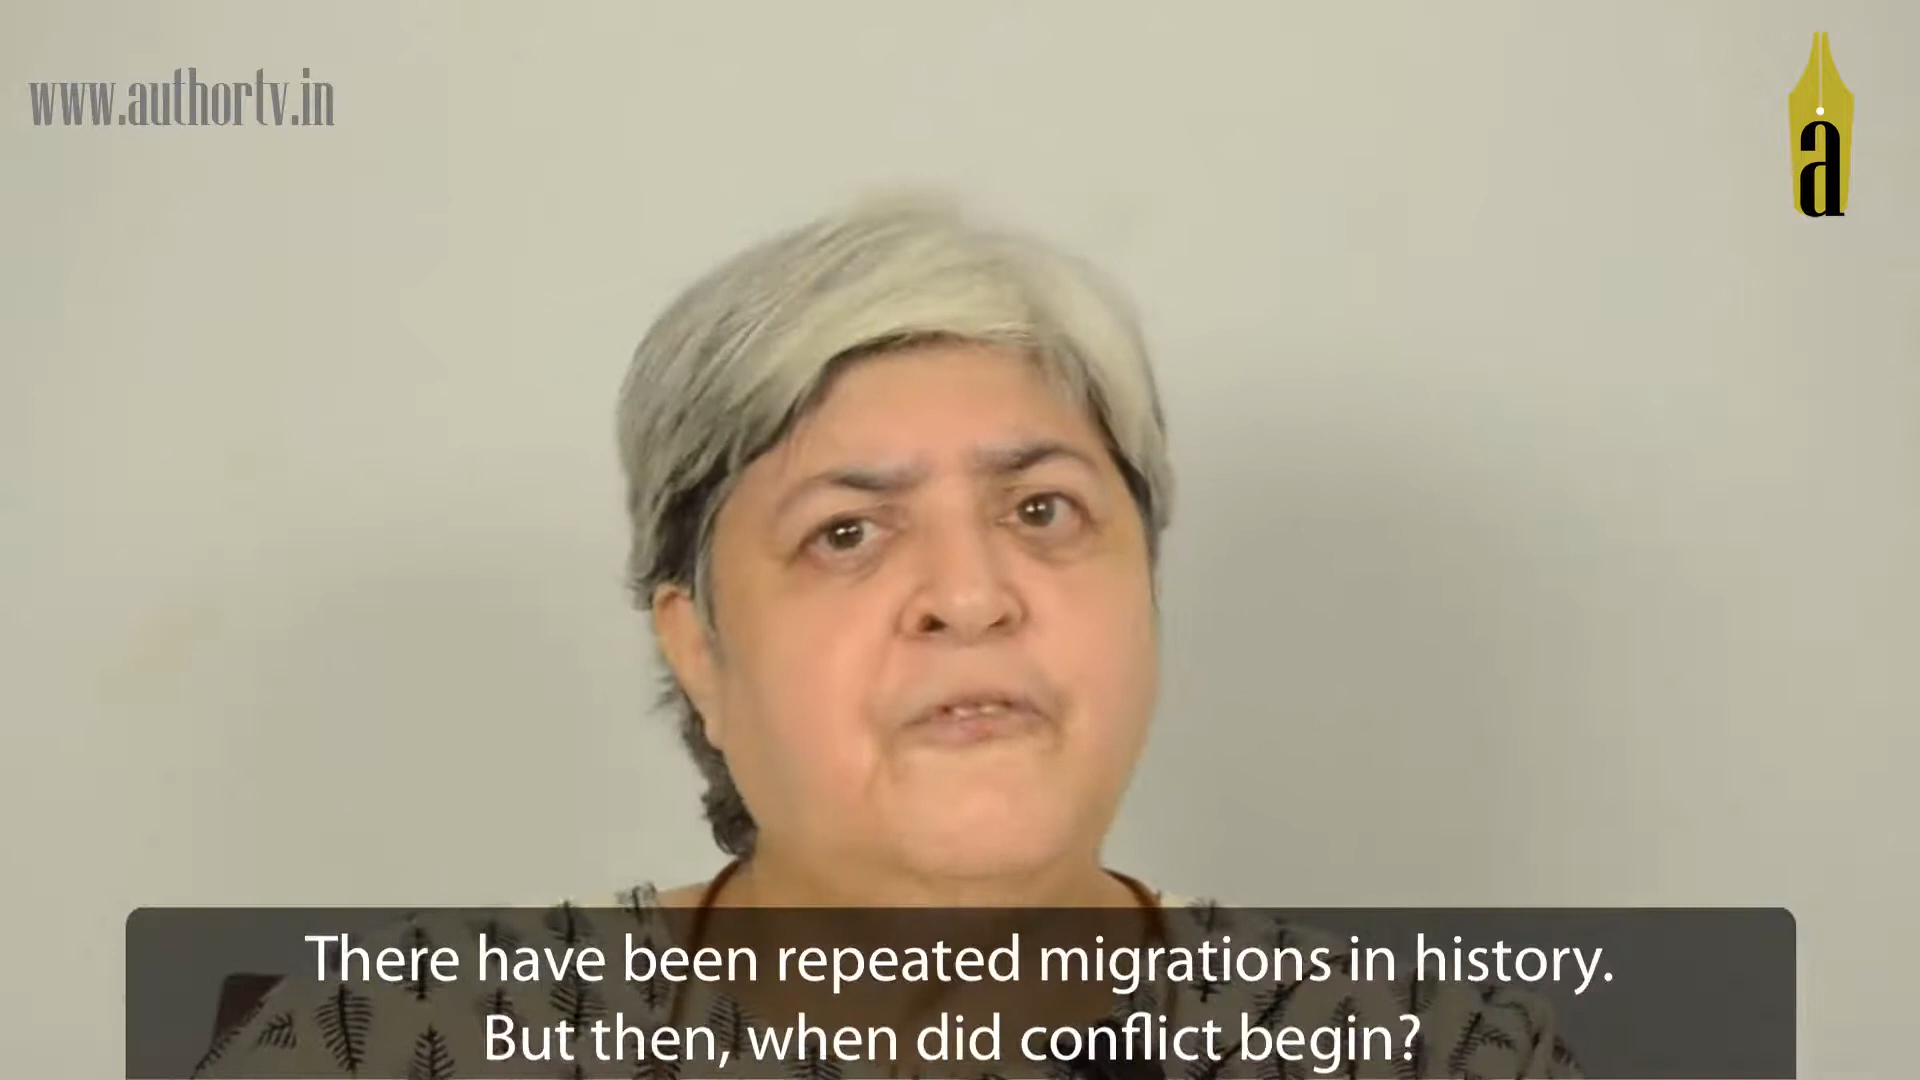 www.authortv.in
a
There have been repeated migrations in history.
But then, when did conflict begin?